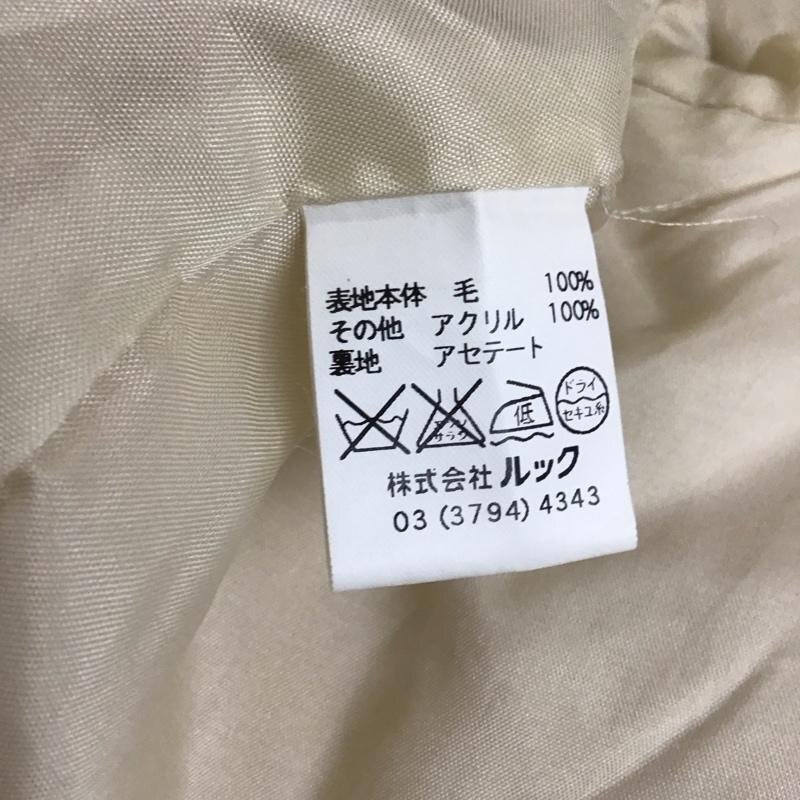 表地本体 毛 100%
その他 アクリル 100%
裏地 アセテート
低
ドライ
セキユ系
株式会社 ルック
03 (3794) 4343